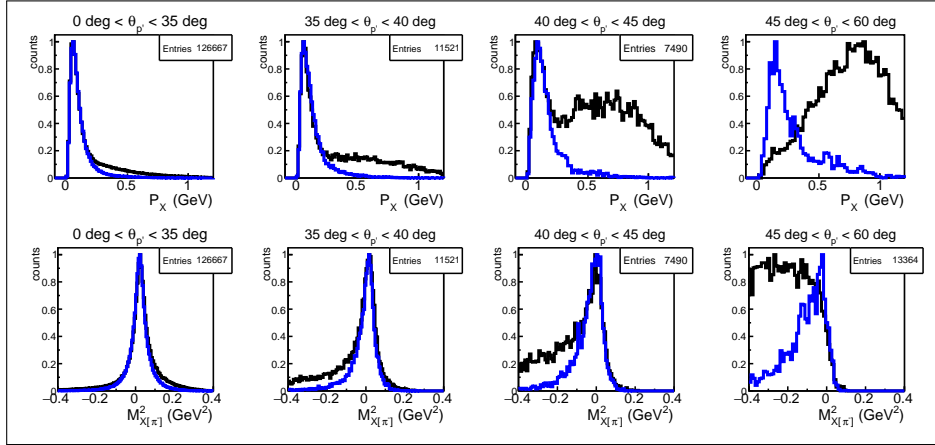 0 deg < θp' < 35 deg
counts
Entries 126667
1
0.8
0.6
0.4
0.2
0
0 0.5 1
PX (GeV)
35 deg < θp' < 40 deg
counts
Entries 11521
1
0.8
0.6
0.4
0.2
0
0 0.5 1
PX (GeV)
40 deg < θp' < 45 deg
counts
Entries 7490
1
0.8
0.6
0.4
0.2
0
0 0.5 1
PX (GeV)
45 deg < θp' < 60 deg
counts
1
0.8
0.6
0.4
0.2
0
0 0.5 1
PX (GeV)
0 deg < θp' < 35 deg
counts
Entries 126667
1
0.8
0.6
0.4
0.2
0
−0.4 −0.2 0 0.2 0.4
M²X[π⁻] (GeV²)
35 deg < θp' < 40 deg
counts
Entries 11521
1
0.8
0.6
0.4
0.2
0
−0.4 −0.2 0 0.2 0.4
M²X[π⁻] (GeV²)
40 deg < θp' < 45 deg
counts
Entries 7490
1
0.8
0.6
0.4
0.2
0
−0.4 −0.2 0 0.2 0.4
M²X[π⁻] (GeV²)
45 deg < θp' < 60 deg
counts
Entries 13364
1
0.8
0.6
0.4
0.2
0
−0.4 −0.2 0 0.2 0.4
M²X[π⁻] (GeV²)